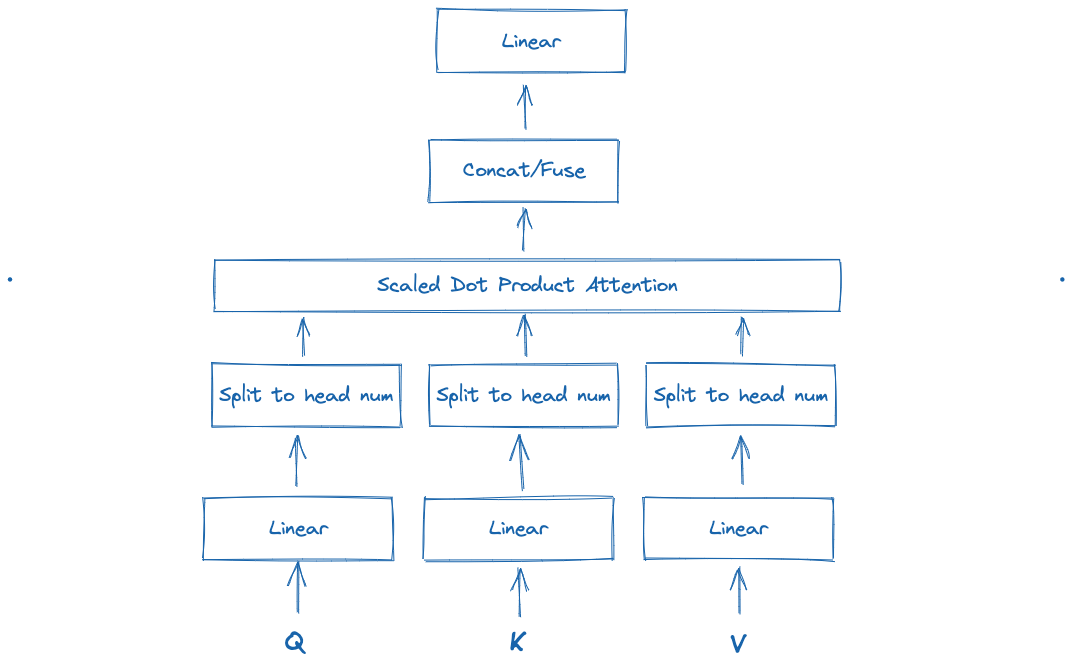 Linear
Concat/Fuse
Scaled Dot Product Attention
Split to head num
Split to head num
Split to head num
Linear
Linear
Linear
Q
K
V